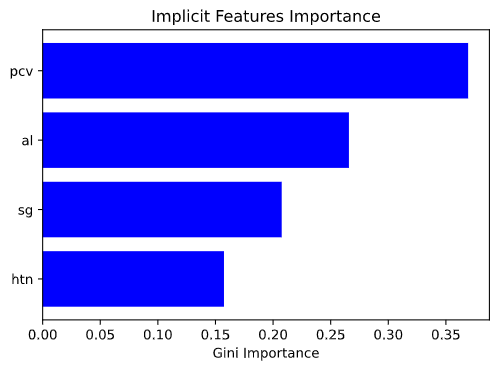 Implicit Features Importance
pcv
al
sg
htn
0.00 0.05 0.10 0.15 0.20 0.25 0.30 0.35
Gini Importance